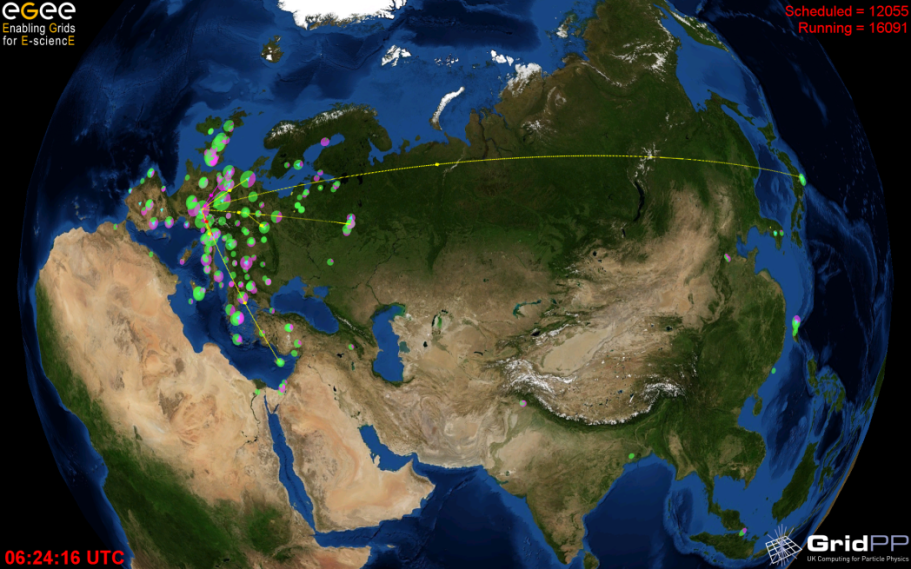 eGee
Enabling Grids
for E-sciencE
Scheduled = 12055
Running = 16091
06:24:16 UTC
GridPP
UK Computing for Particle Physics